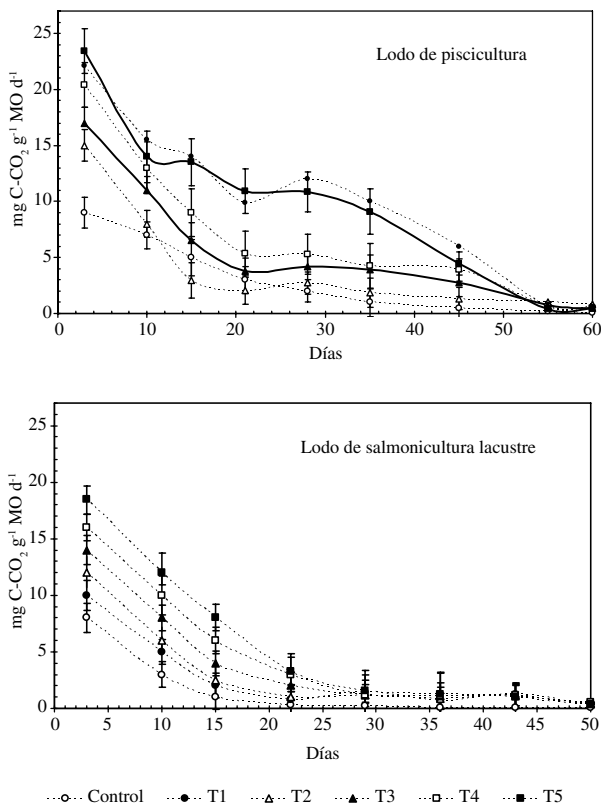 25
20
15
10
5
0
mg C-CO₂ g⁻¹ MO d⁻¹
Lodo de piscicultura
0 10 20 30 40 50 60
Días
25
20
15
10
5
0
mg C-CO₂ g⁻¹ MO d⁻¹
Lodo de salmonicultura lacustre
0 5 10 15 20 25 30 35 40 45 50
Días
Control T1 T2 T3 T4 T5